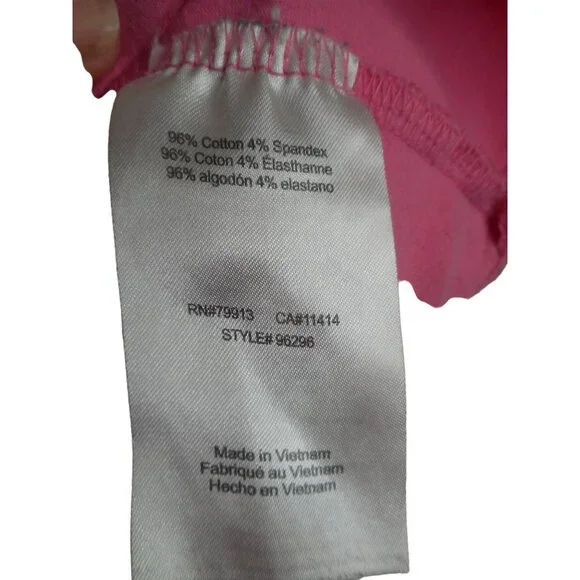 96% Cotton 4% Spandex
96% Coton 4% Élasthanne
96% algodón 4% elastano
RN#79913 CA#11414
STYLE# 96296
Made in Vietnam
Fabriqué au Vietnam
Hecho en Vietnam